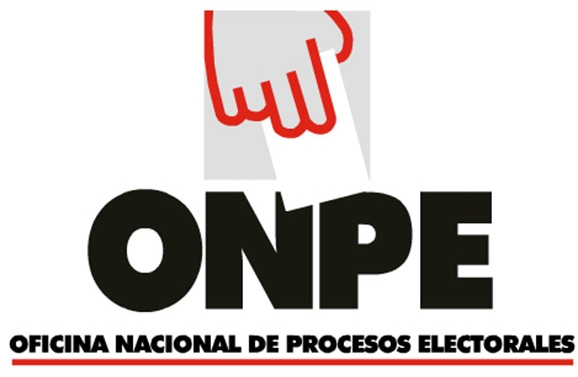 ONPE
OFICINA NACIONAL DE PROCESOS ELECTORALES